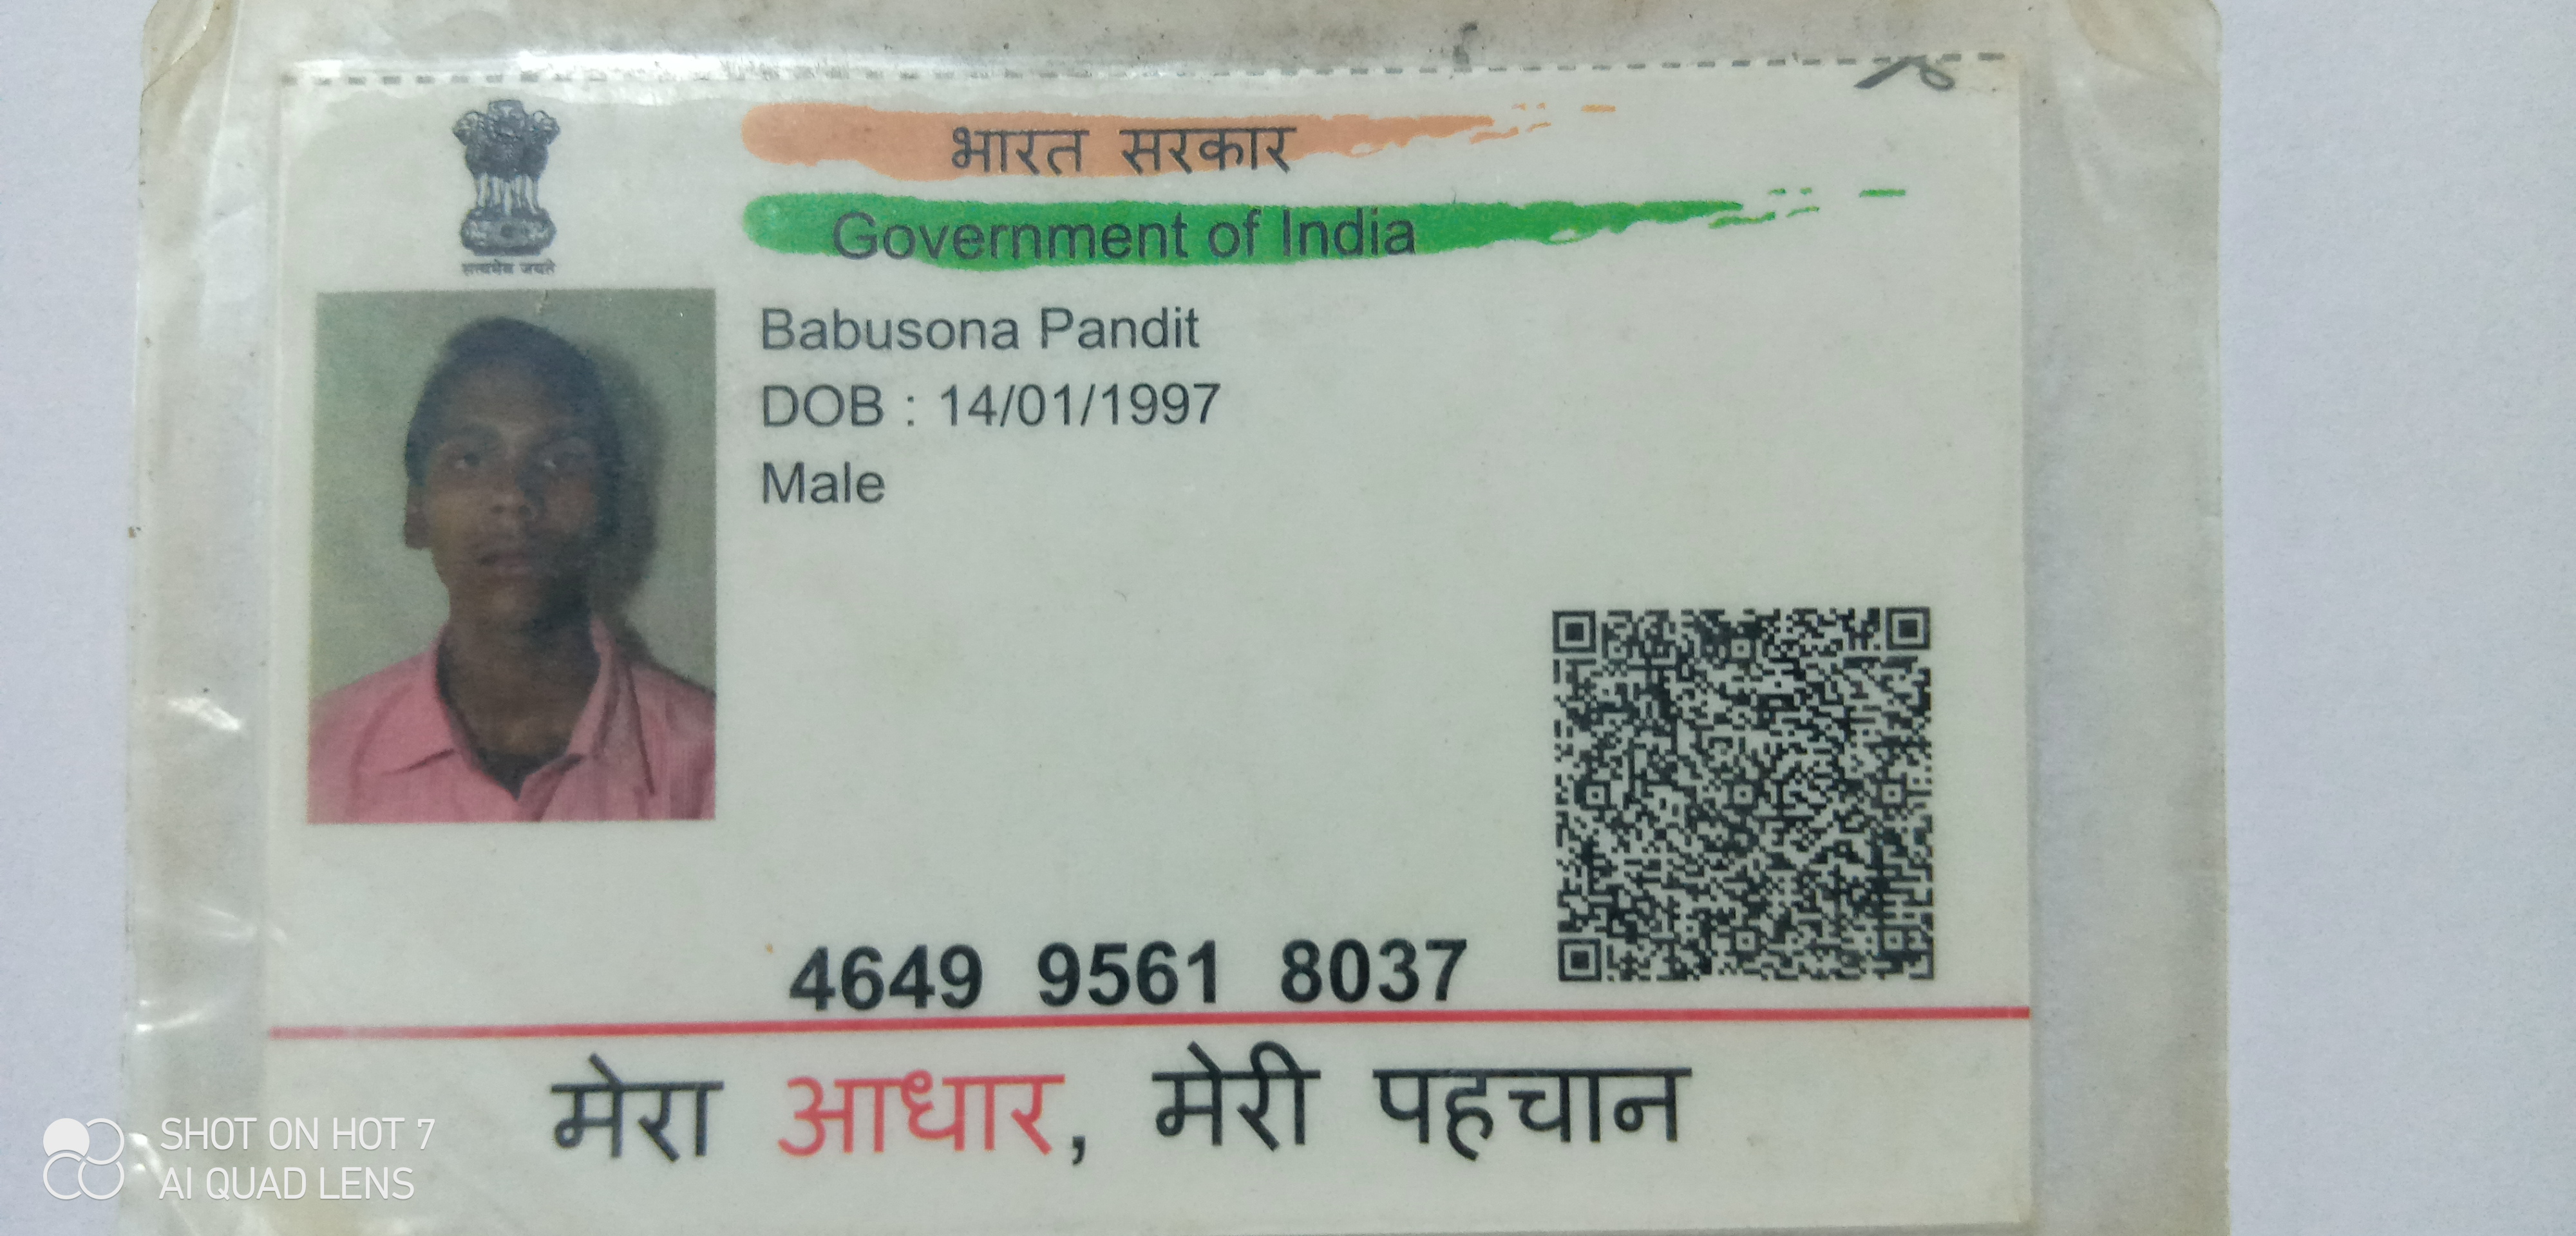 भारत सरकार
Government of India
सत्यमेव जयते
Babusona Pandit
DOB : 14/01/1997
Male
4649 9561 8037
मेरा आधार, मेरी पहचान
SHOT ON HOT 7
AI QUAD LENS